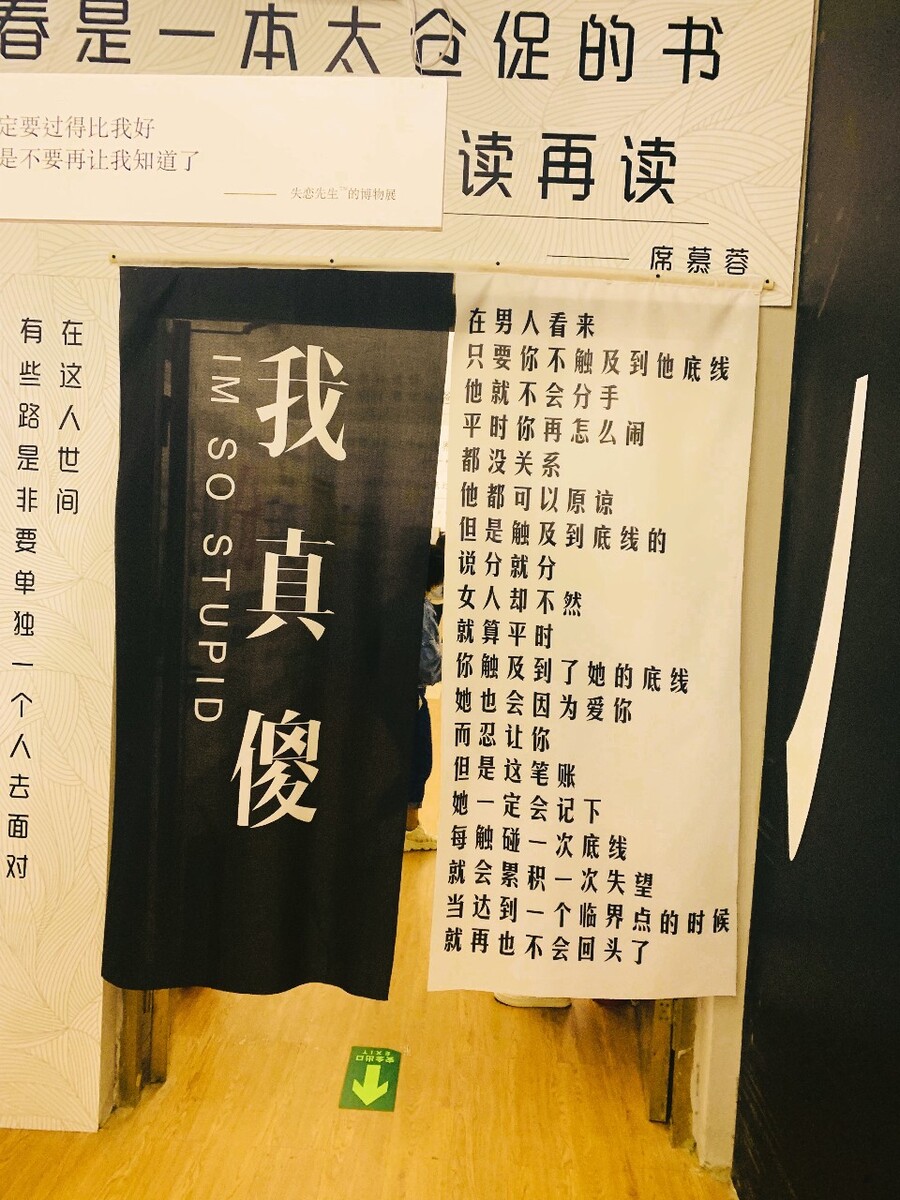 春是一本太仓促的书
读再读
席慕蓉
定要过得比我好
是不要再让我知道了
失恋先生™的博物展
在这人世间
有些路是非要单独一个人去面对
我真傻
IM SO STUPID
在男人看来
只要你不触及到他底线
他就不会分手
平时你再怎么闹
都没关系
他都可以原谅
但是触及到底线的
说分就分
女人却不然
就算平时
你触及到了她的底线
她也会因为爱你
而忍让你
但是这笔账
她一定会记下
每触碰一次底线
就会累积一次失望
当达到一个临界点的时候
就再也不会回头了
安全出口
EXIT